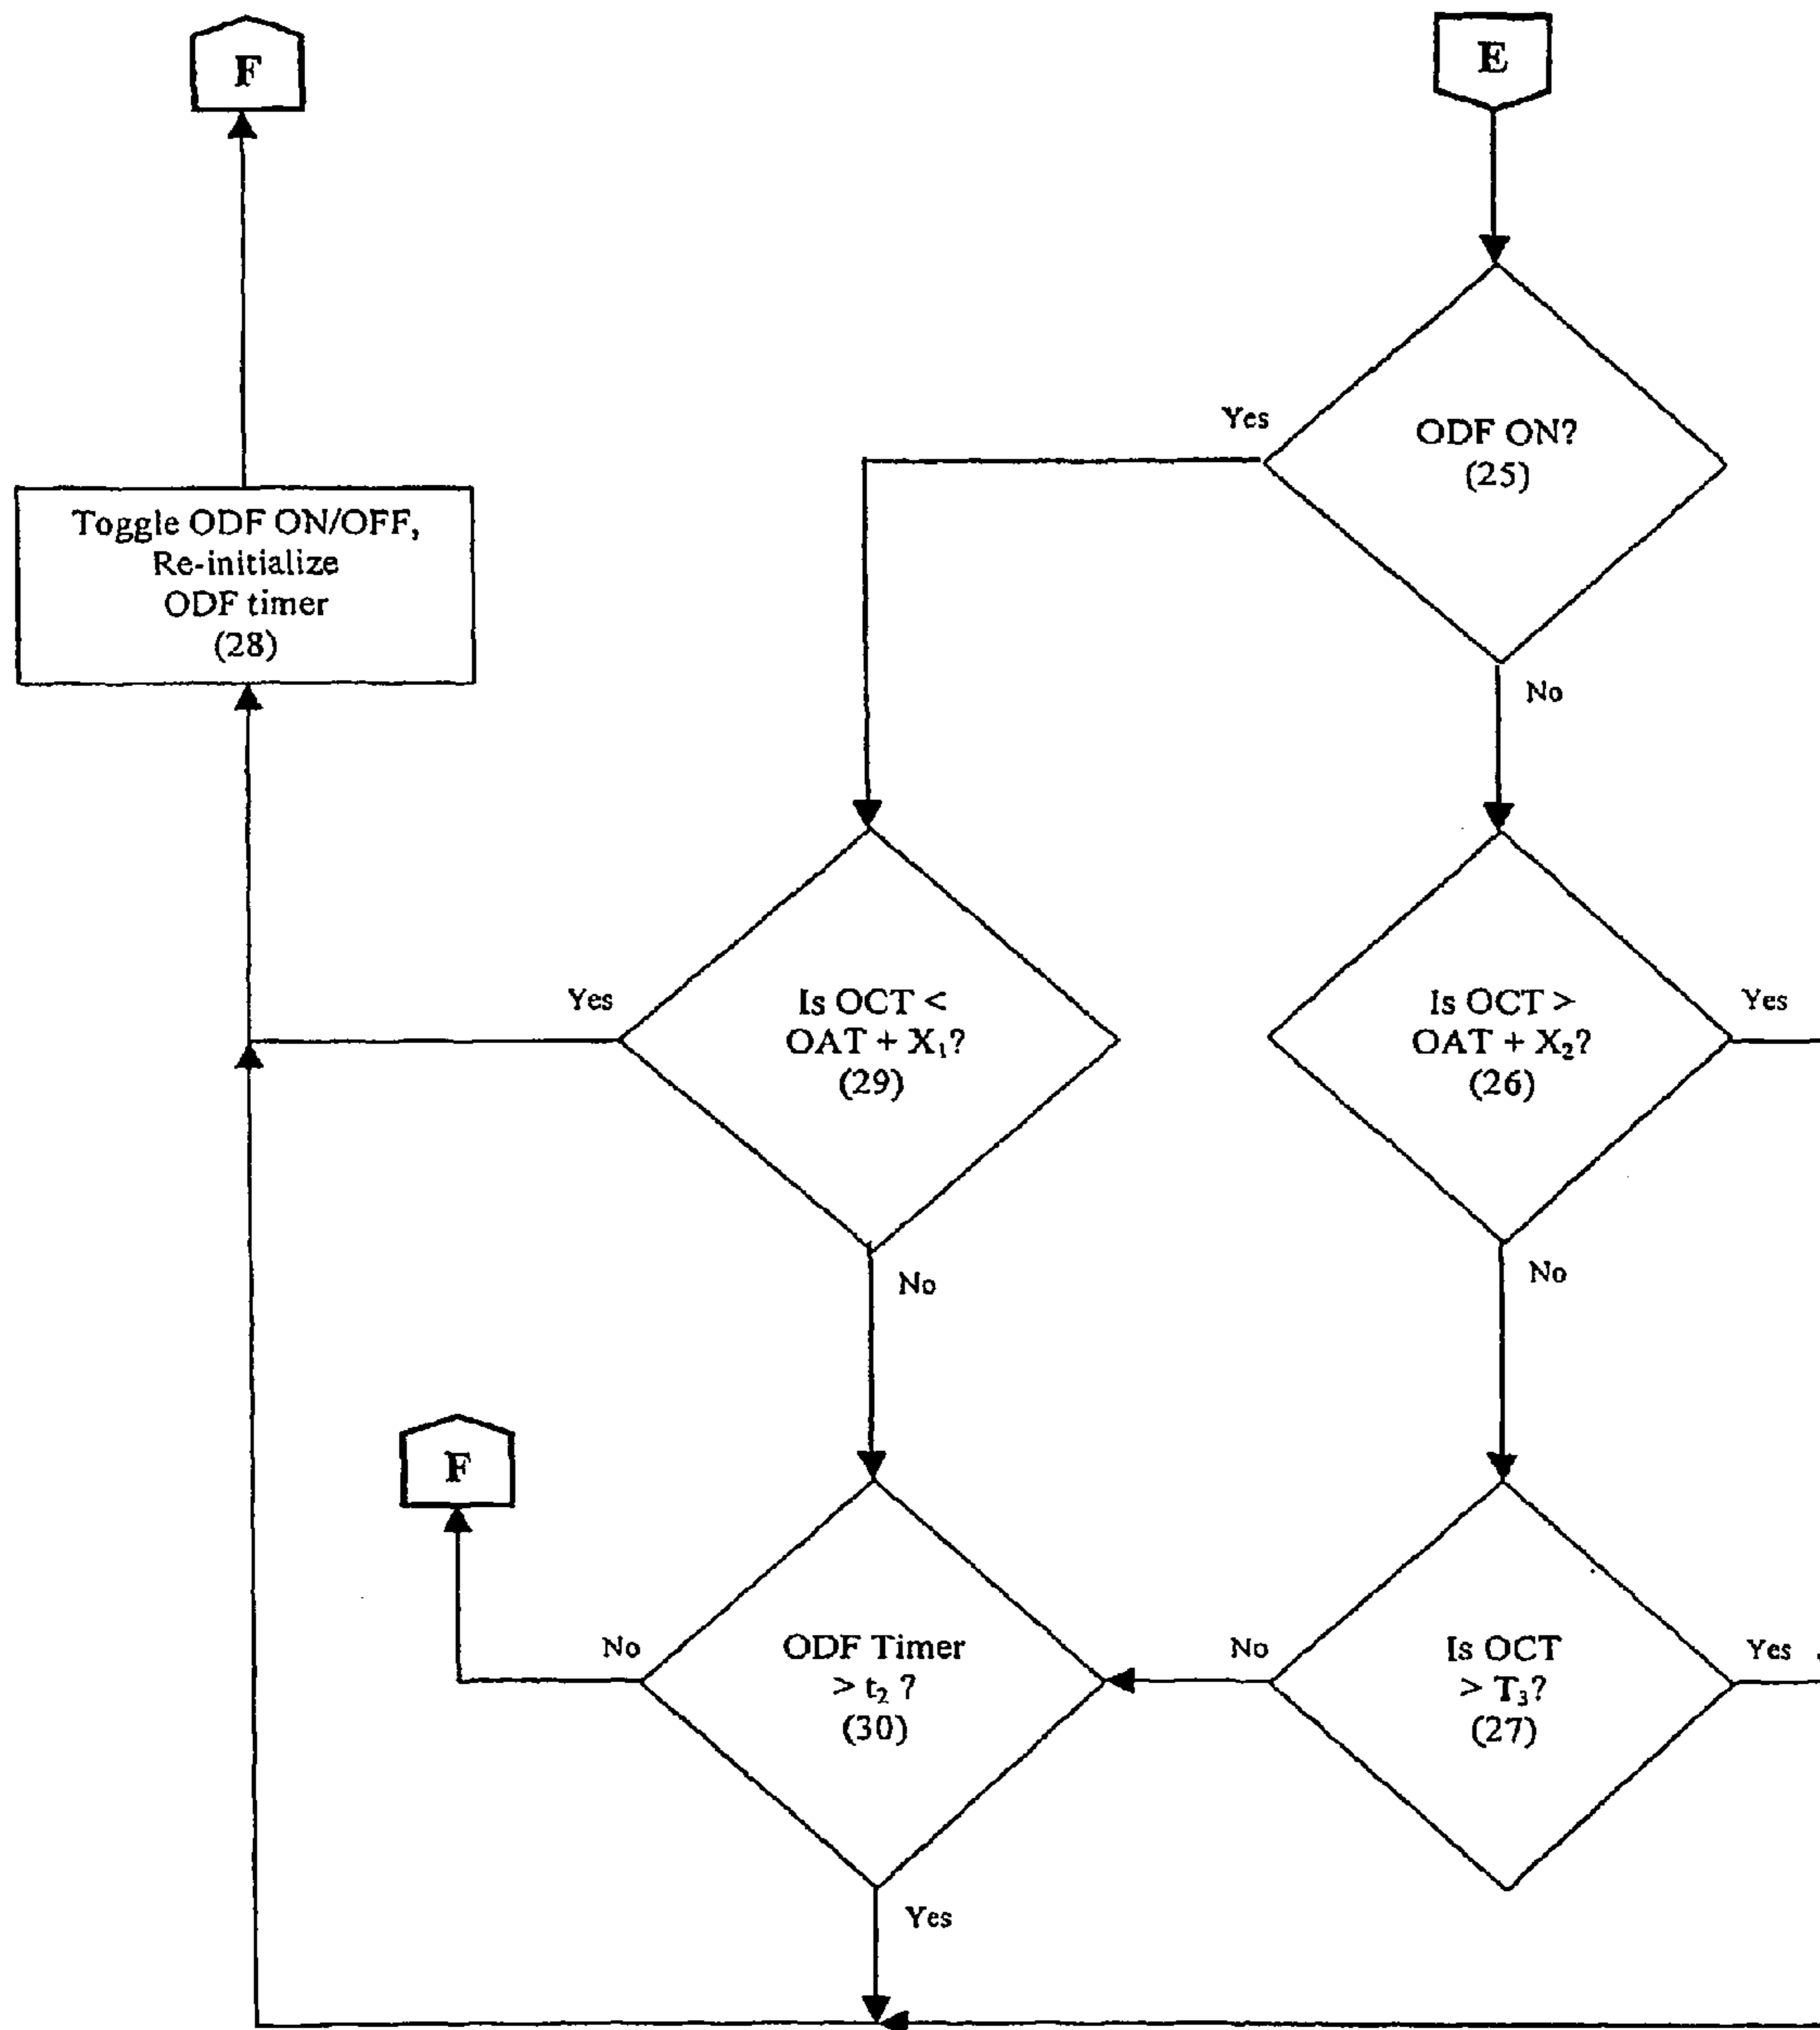 F
E
Yes
ODF ON?
(25)
Toggle ODF ON/OFF,
Re-initialize
ODF timer
(28)
No
Yes
Is OCT <
OAT + X₁?
(29)
Is OCT >
OAT + X₂?
(26)
Yes
No
No
F
No
ODF Timer
> t₂ ?
(30)
No
Is OCT
> T₃?
(27)
Yes
Yes